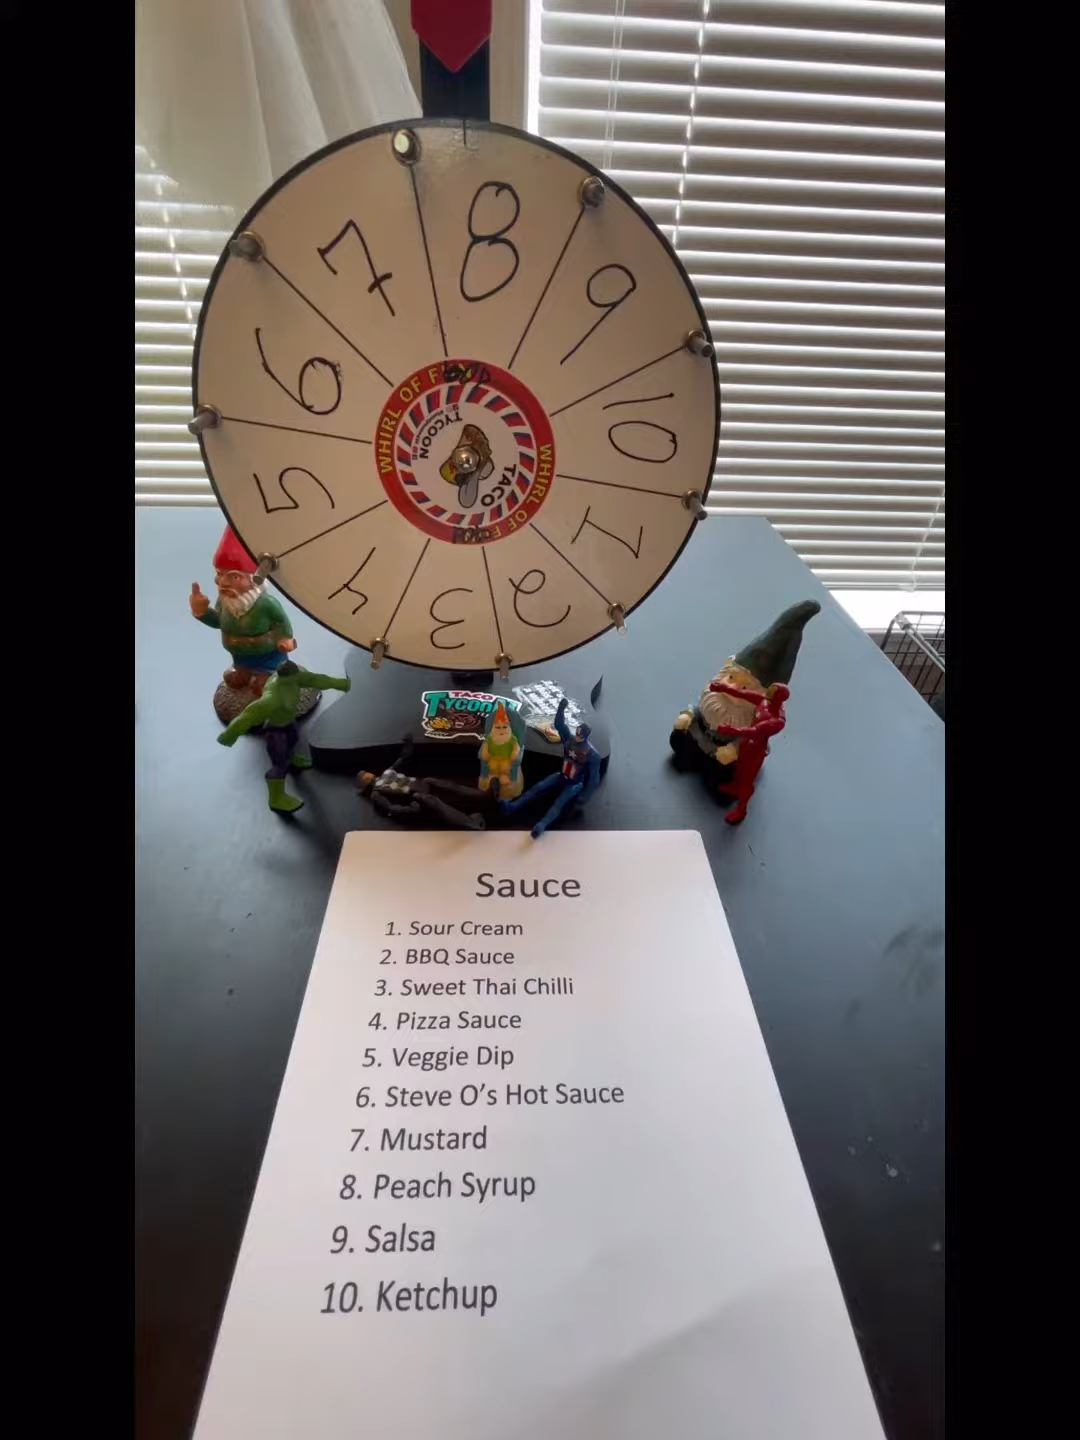 8
7
9
6
10
5
1
4
3
2
WHIRL OF
WHIRL OF
TACO
TYCOON
TACO
TYCOON
Sauce
1. Sour Cream
2. BBQ Sauce
3. Sweet Thai Chilli
4. Pizza Sauce
5. Veggie Dip
6. Steve O's Hot Sauce
7. Mustard
8. Peach Syrup
9. Salsa
10. Ketchup